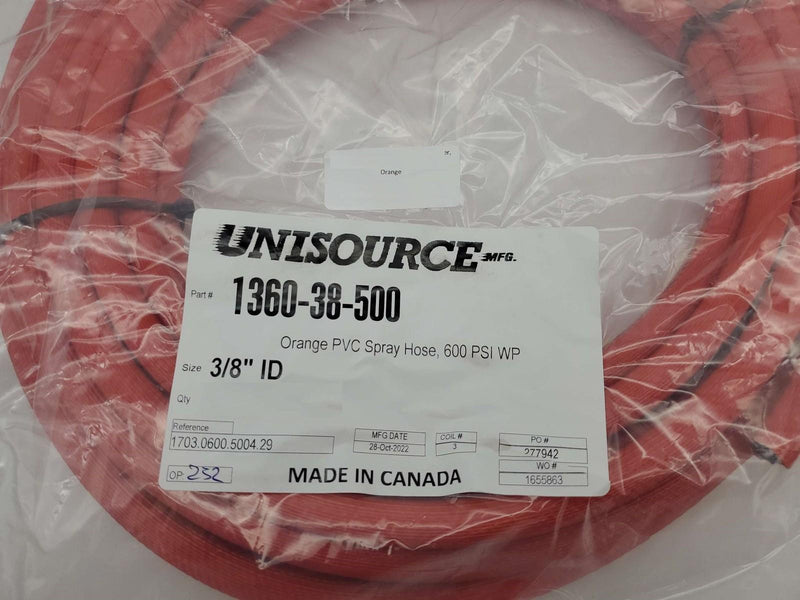 Orange
UNISOURCE MFG.
Part# 1360-38-500
Orange PVC Spray Hose, 600 PSI WP
Size 3/8" ID
Qty
Reference
1703.0600.5004.29
MFG DATE
28-Oct-2022
COIL #
3
PO #
277942
WO #
1655863
OP: 252
MADE IN CANADA